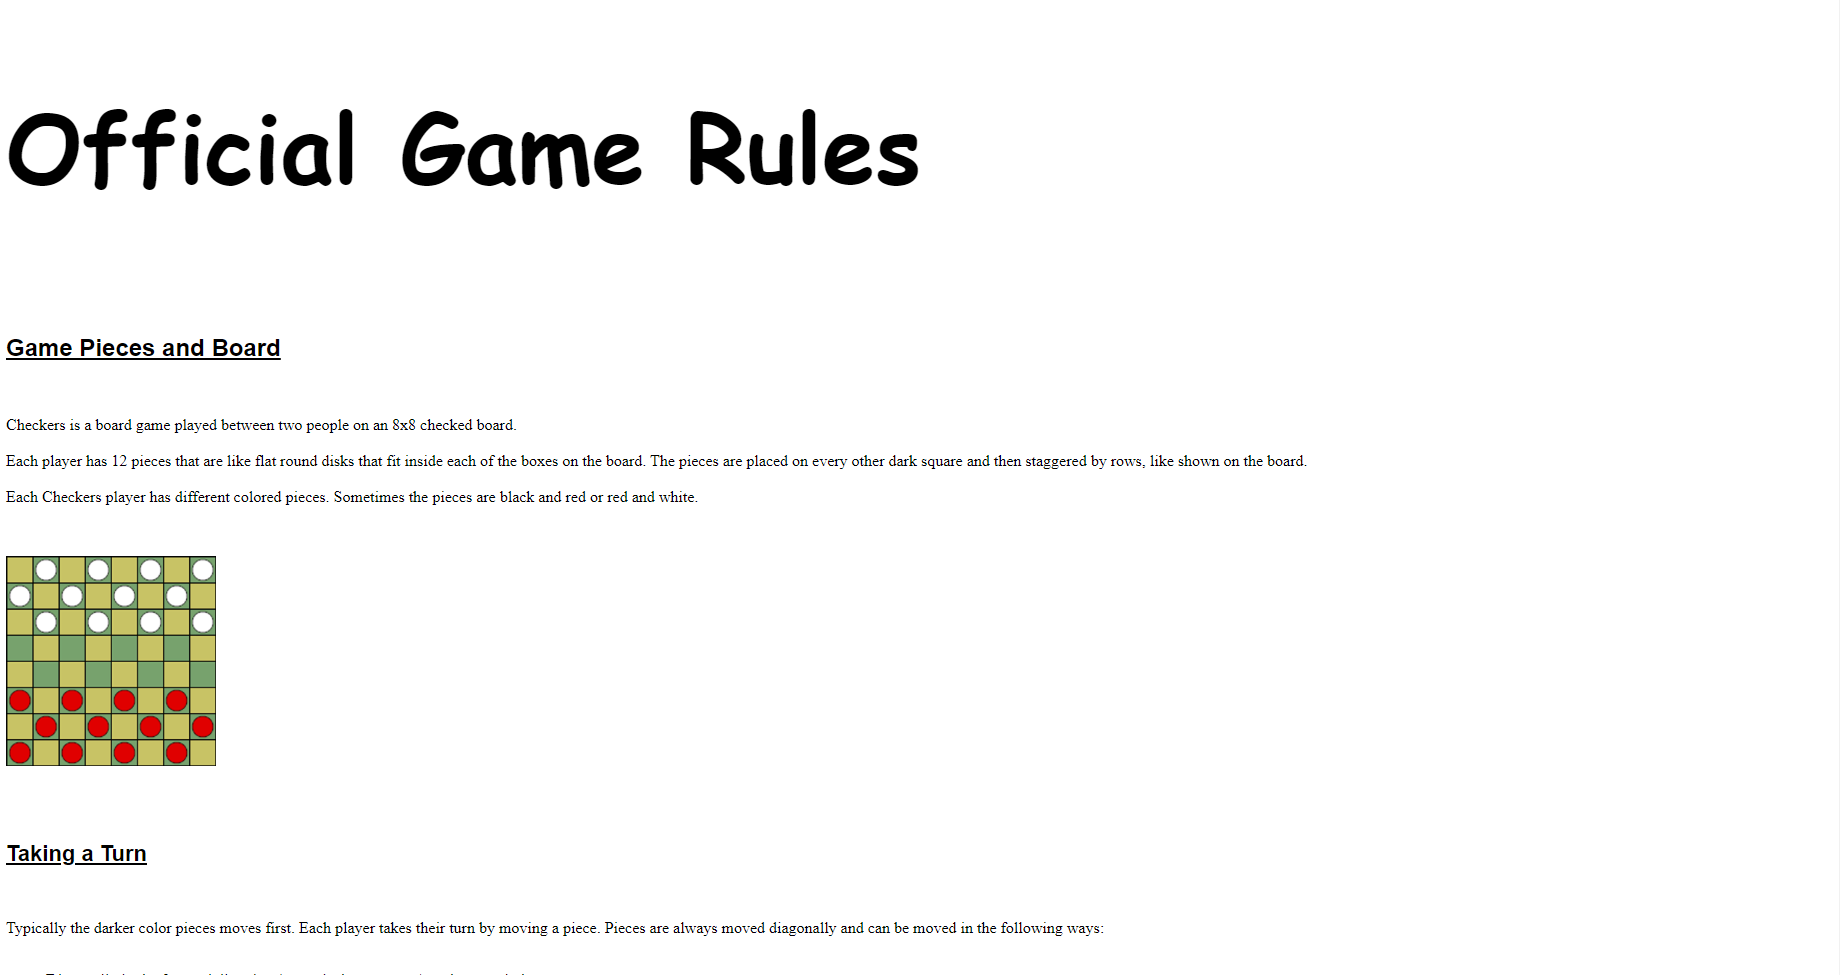 Official Game Rules
Game Pieces and Board
Checkers is a board game played between two people on an 8x8 checked board.
Each player has 12 pieces that are like flat round disks that fit inside each of the boxes on the board. The pieces are placed on every other dark square and then staggered by rows, like shown on the board.
Each Checkers player has different colored pieces. Sometimes the pieces are black and red or red and white.
Taking a Turn
Typically the darker color pieces moves first. Each player takes their turn by moving a piece. Pieces are always moved diagonally and can be moved in the following ways: